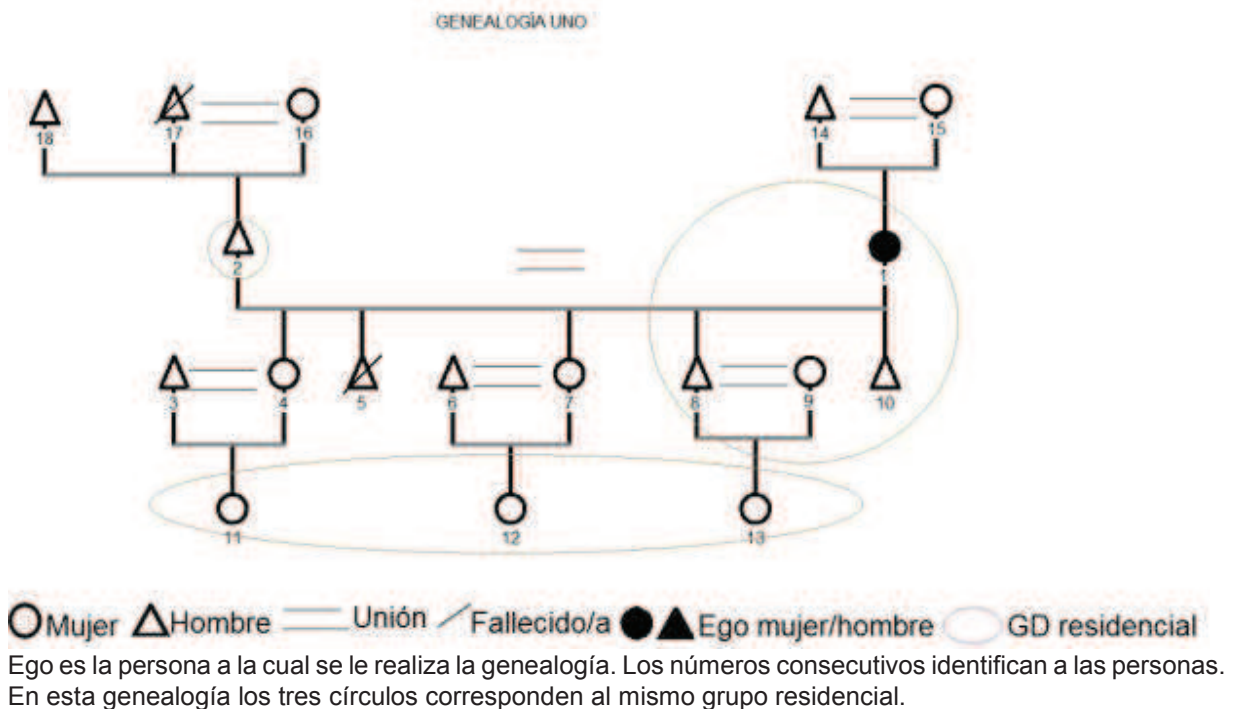 GENEALOGÍA UNO
18 17 16 14 15
2 1
3 4 5 6 7 8 9 10
11 12 13
Mujer Hombre Unión Fallecido/a Ego mujer/hombre GD residencial
Ego es la persona a la cual se le realiza la genealogía. Los números consecutivos identifican a las personas.
En esta genealogía los tres círculos corresponden al mismo grupo residencial.